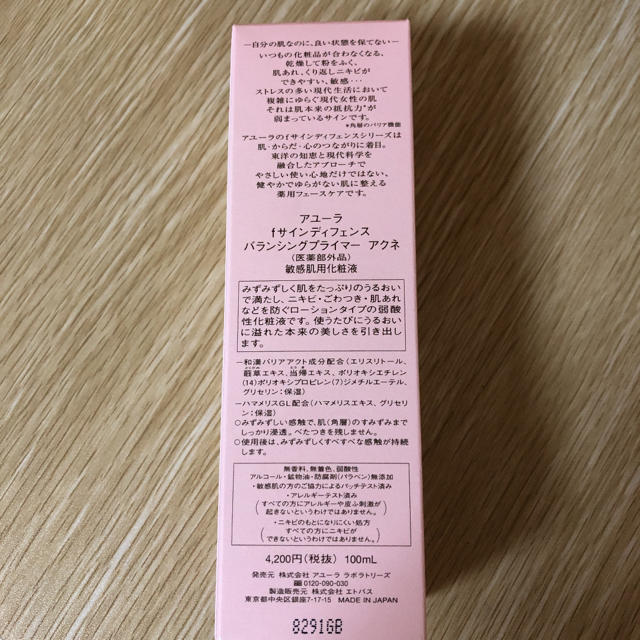 ―自分の肌なのに、良い状態を保てない―
いつもの化粧品が合わなくなる、
乾燥して粉をふく、
肌あれ、くり返しニキビが
できやすい、敏感･･･
ストレスの多い現代生活において
複雑にゆらぐ現代女性の肌
それは肌本来の抵抗力*が
弱まっているサインです。
*角層のバリア機能
アユーラのfサインディフェンスシリーズは
肌・からだ・心のつながりに着目。
東洋の知恵と現代科学を
融合したアプローチで
やさしい使い心地だけではない、
健やかでゆらがない肌に整える
薬用フェースケアです。
アユーラ
fサインディフェンス
バランシングプライマー アクネ
(医薬部外品)
敏感肌用化粧液
みずみずしく肌をたっぷりのうるおい
で満たし、ニキビ・ごわつき・肌あれ
などを防ぐローションタイプの弱酸
性化粧液です。使うたびにうるおい
に溢れた本来の美しさを引き出し
ます。
―和漢バリアアクト成分配合(エリスリトール、
エキス、当帰エキス、ポリオキシエチレン
(14)ポリオキシプロピレン(7)ジメチルエーテル、
グリセリン:保湿)
―ハマメリスGL配合(ハマメリスエキス、グリセリ
ン:保湿)
○みずみずしい感触で、肌(角層)のすみずみまで
しっかり浸透。べたつきを残しません。
○使用後は、みずみずしくすべすべな感触が持続
します。
無香料、無着色、弱酸性
アルコール・鉱物油・防腐剤(パラベン)無添加
・敏感肌の方のご協力によるパッチテスト済み
・アレルギーテスト済み
(すべての方にアレルギーや皮ふ刺激が
起きないというわけではありません。)
・ニキビのもとになりにくい処方
(すべての方にニキビが
できないというわけではありません。)
4,200円(税抜) 100mL
発売元 株式会社 アユーラ ラボラトリーズ
☎0120-090-030
製造販売元 株式会社 エトバス
東京都中央区銀座7-17-15 MADE IN JAPAN
8291GB